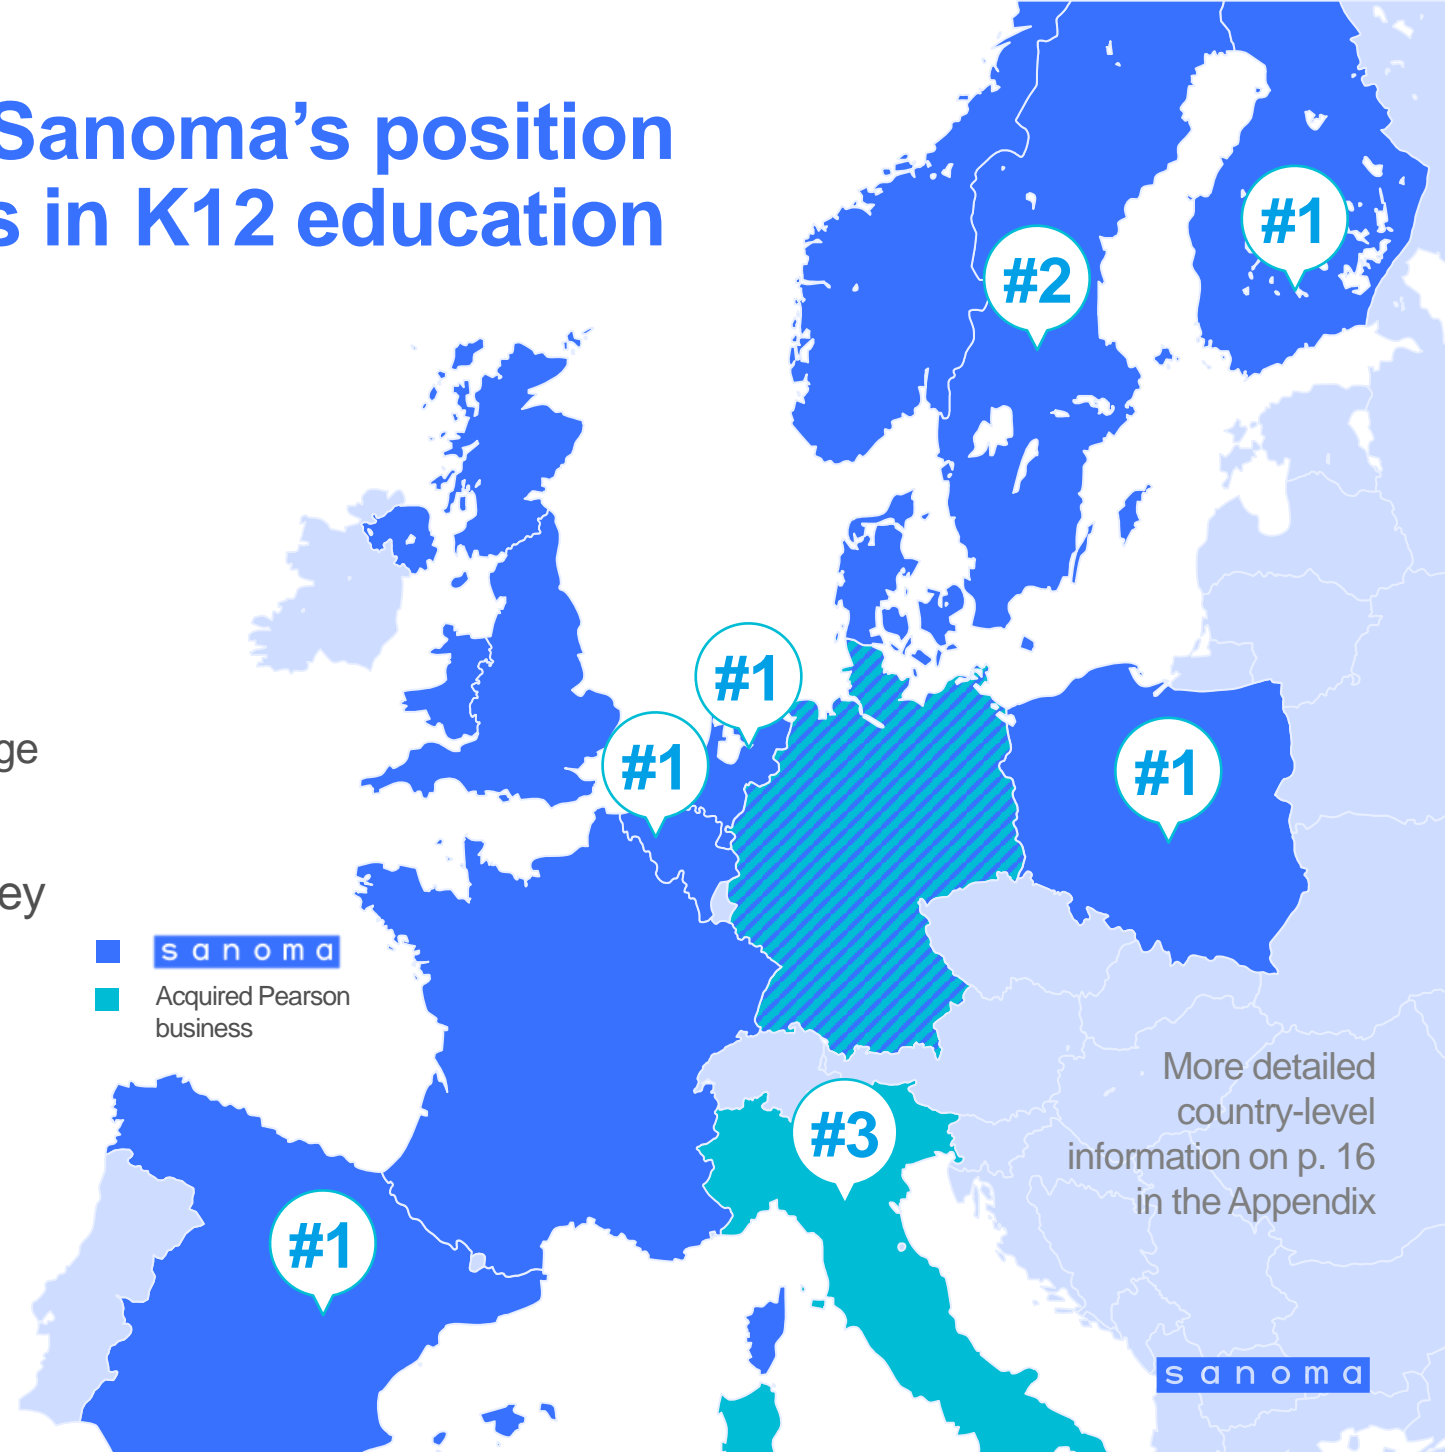 Sanoma’s position
s in K12 education
#1
#2
#1
#1
#1
ge
ey
sanoma
Acquired Pearson
business
More detailed
country-level
information on p. 16
in the Appendix
#3
#1
sanoma